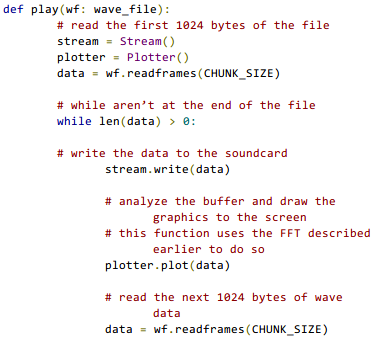 def play(wf: wave_file):
# read the first 1024 bytes of the file
stream = Stream()
plotter = Plotter()
data = wf.readframes(CHUNK_SIZE)
# while aren’t at the end of the file
while len(data) > 0:
# write the data to the soundcard
stream.write(data)
# analyze the buffer and draw the
graphics to the screen
# this function uses the FFT described
earlier to do so
plotter.plot(data)
# read the next 1024 bytes of wave
data
data = wf.readframes(CHUNK_SIZE)